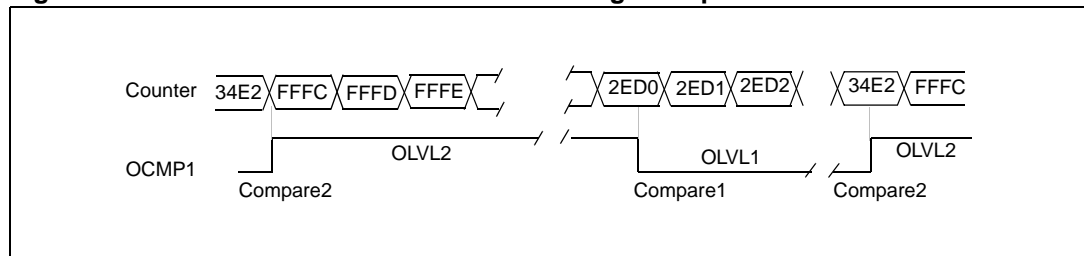 Counter 34E2 FFFC FFFD FFFE 2ED0 2ED1 2ED2 34E2 FFFC
OCMP1 OLVL2 OLVL1 OLVL2
Compare2 Compare1 Compare2